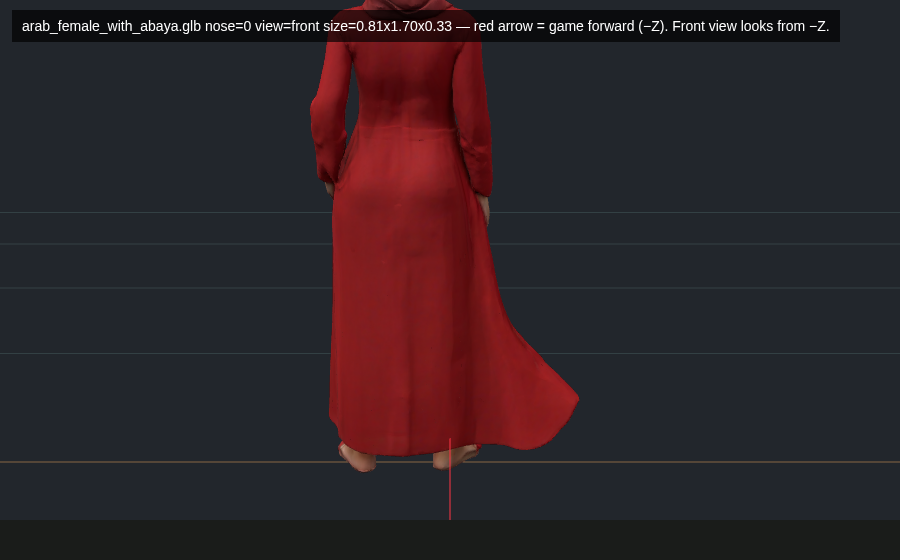 arab_female_with_abaya.glb nose=0 view=front size=0.81x1.70x0.33 — red arrow = game forward (−Z). Front view looks from −Z.